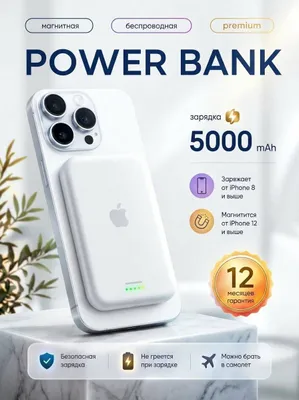 магнитная
беспроводная
premium
POWER BANK
зарядка
5000 mAh
Заряжает
от iPhone 8
и выше
Магнитится
от iPhone 12
и выше
12
месяцев
гарантия
Безопасная
зарядка
Не греется
при зарядке
Можно брать
в самолет